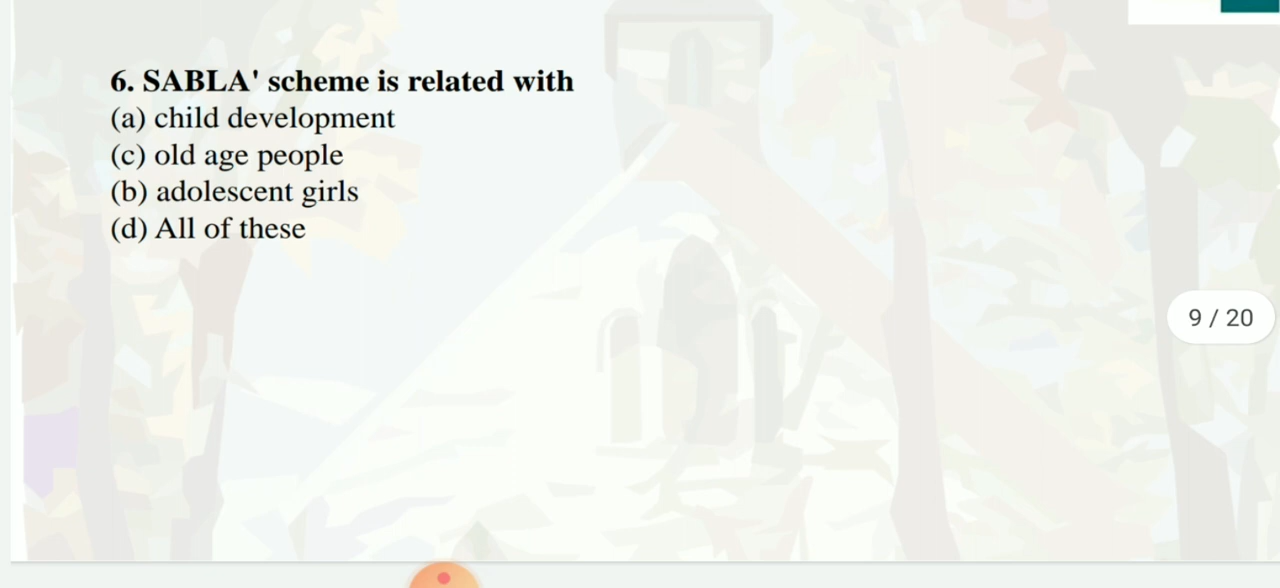 6. SABLA' scheme is related with
(a) child development
(c) old age people
(b) adolescent girls
(d) All of these
9 / 20